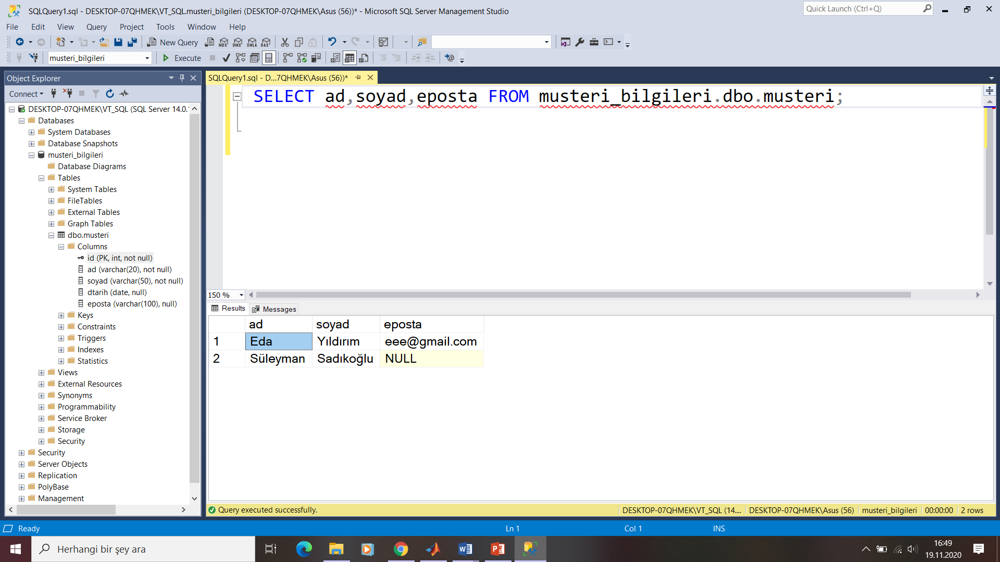 SQLQuery1.sql - DESKTOP-07QHMEK\VT_SQL.musteri_bilgileri (DESKTOP-07QHMEK\Asus (56))* - Microsoft SQL Server Management Studio
Quick Launch (Ctrl+Q)
File Edit View Query Project Tools Window Help
New Query MDX DMX XMLA DAX
musteri_bilgileri Execute
Object Explorer
Connect
DESKTOP-07QHMEK\VT_SQL (SQL Server 14.0.
Databases
System Databases
Database Snapshots
musteri_bilgileri
Database Diagrams
Tables
System Tables
FileTables
External Tables
Graph Tables
dbo.musteri
Columns
id (PK, int, not null)
ad (varchar(20), not null)
soyad (varchar(50), not null)
dtarih (date, null)
eposta (varchar(100), null)
Keys
Constraints
Triggers
Indexes
Statistics
Views
External Resources
Synonyms
Programmability
Service Broker
Storage
Security
Security
Server Objects
Replication
PolyBase
Management
SQLQuery1.sql - D...7QHMEK\Asus (56))*
SELECT ad,soyad,eposta FROM musteri_bilgileri.dbo.musteri;
150 %
Results Messages
ad soyad eposta
1 Eda Yıldırım eee@gmail.com
2 Süleyman Sadıkoğlu NULL
Query executed successfully. DESKTOP-07QHMEK\VT_SQL (14.... DESKTOP-07QHMEK\Asus (56) musteri_bilgileri 00:00:00 2 rows
Ready Ln 1 Col 1 INS
Herhangi bir şey ara
16:49
19.11.2020